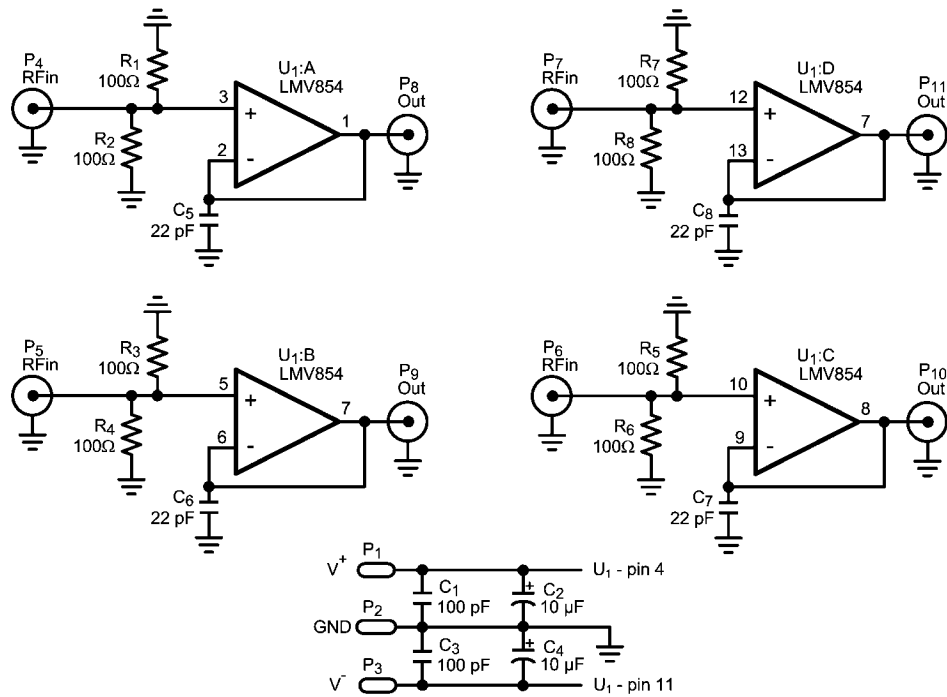 P4
RFin
R1
100Ω
R2
100Ω
3
+
2
-
U1:A
LMV854
1
P8
Out
C5
22 pF
P7
RFin
R7
100Ω
R8
100Ω
12
+
13
-
U1:D
LMV854
7
P11
Out
C8
22 pF
P5
RFin
R3
100Ω
R4
100Ω
5
+
6
-
U1:B
LMV854
7
P9
Out
C6
22 pF
P6
RFin
R5
100Ω
R6
100Ω
10
+
9
-
U1:C
LMV854
8
P10
Out
C7
22 pF
V+
P1
C1
100 pF
+
C2
10 µF
U1 - pin 4
GND
P2
C3
100 pF
+
C4
10 µF
V-
P3
U1 - pin 11